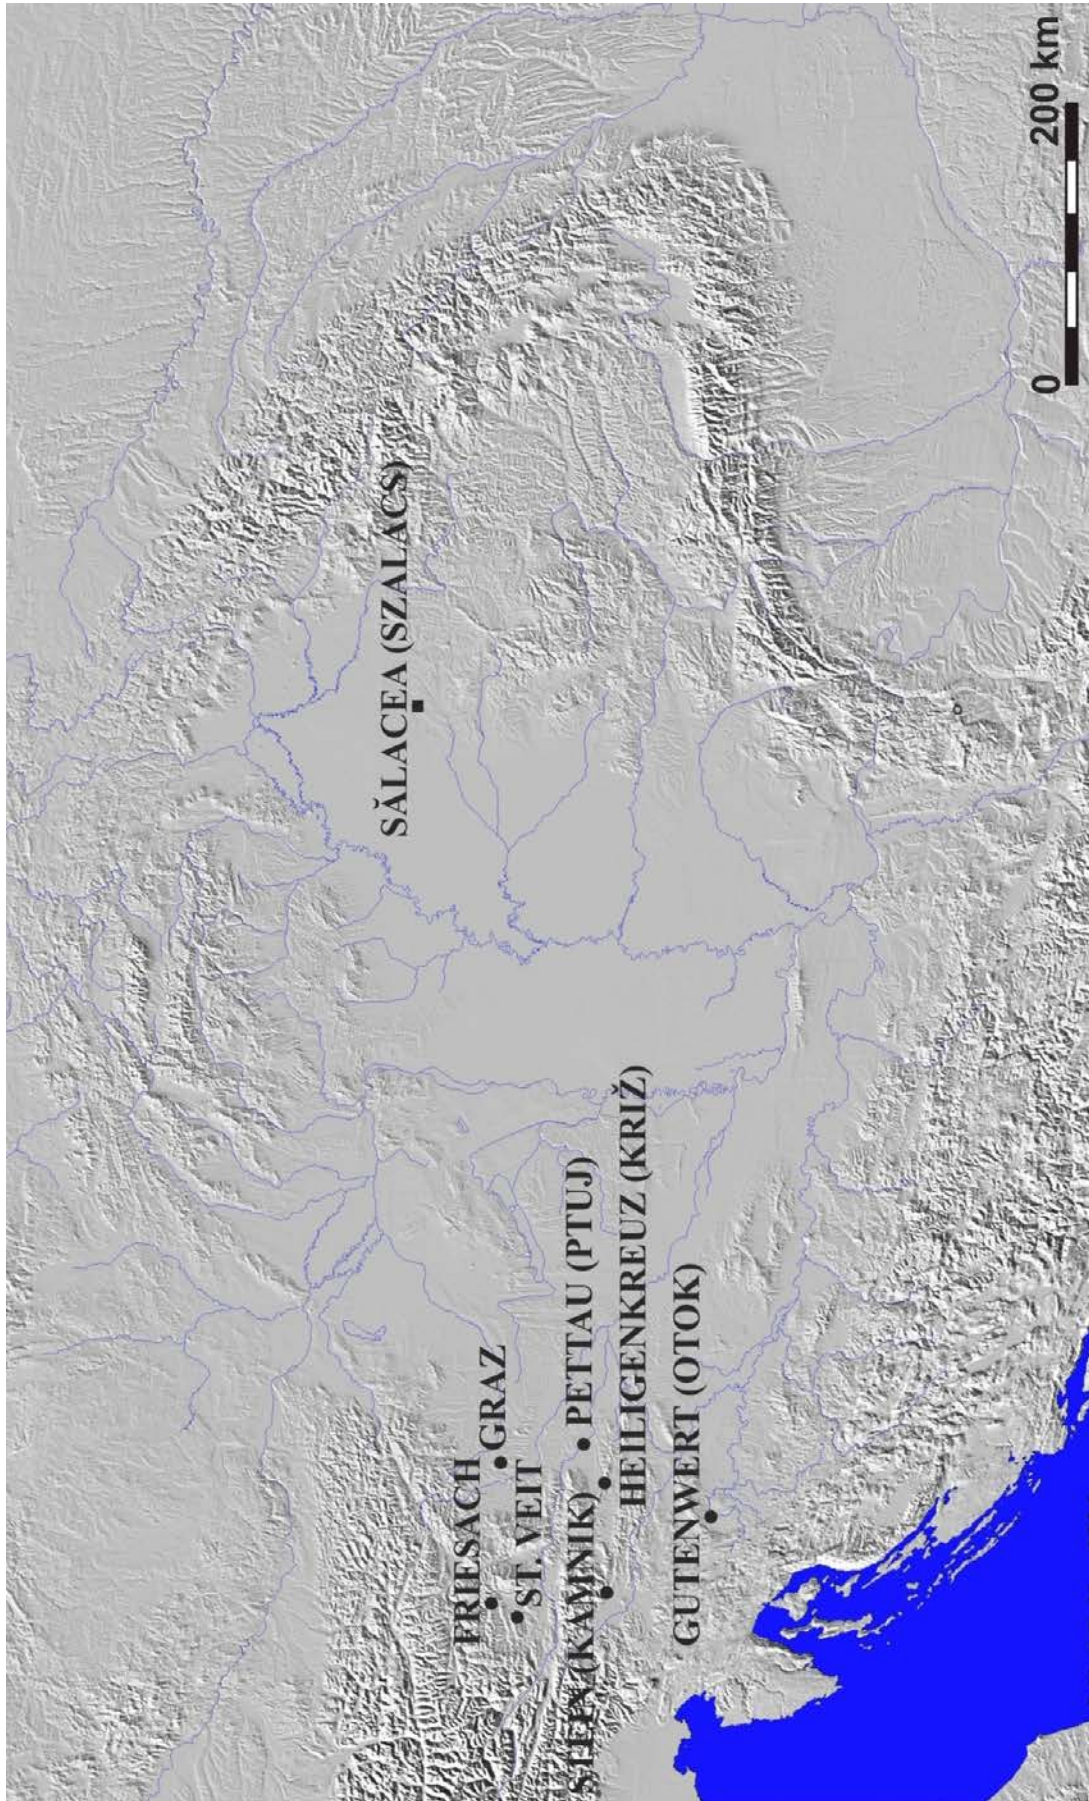 SĂLACEA (SZALACS)
FRIESACH
GRAZ
ST. VEIT
PETTAU (PTUJ)
STEIN (KAMNIK)
HEILIGENKREUZ (KRIŽ)
GUTENWERT (OTOK)
0 200 km